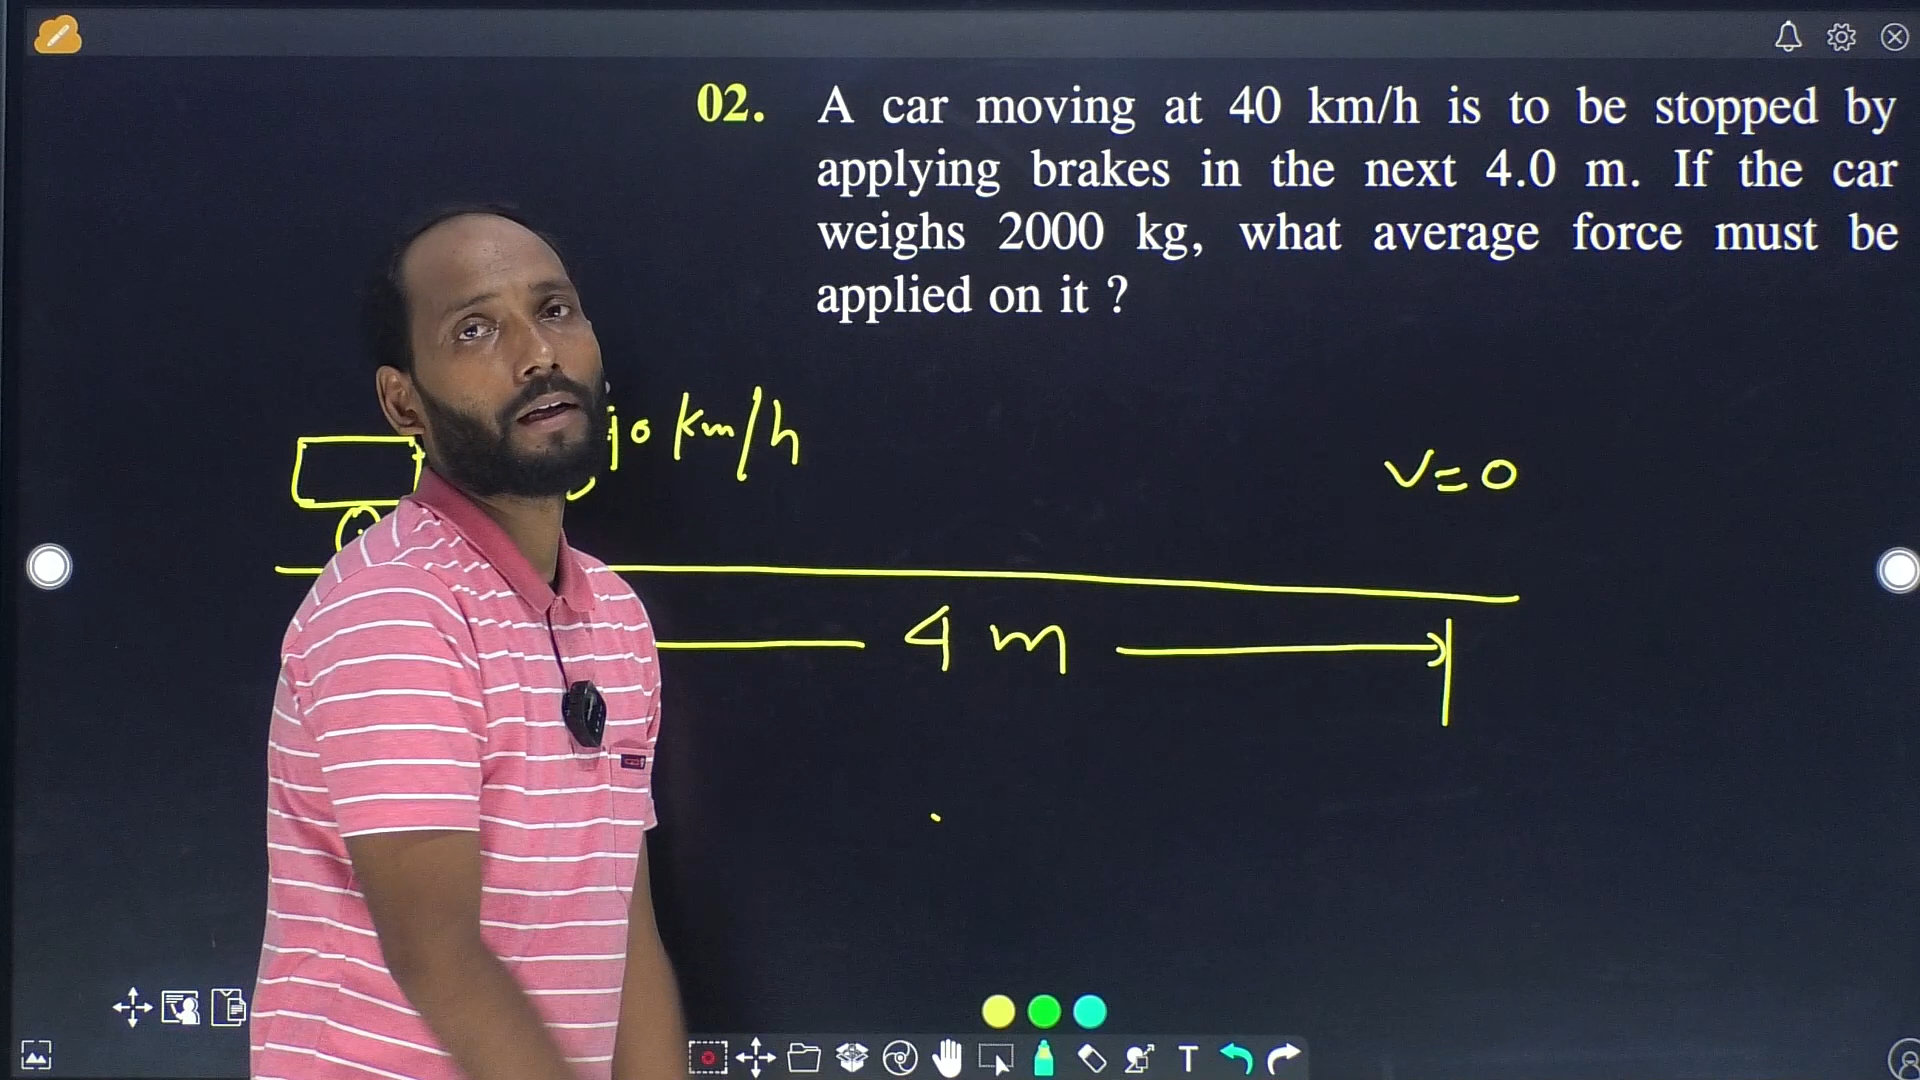 02. A car moving at 40 km/h is to be stopped by
applying brakes in the next 4.0 m. If the car
weighs 2000 kg, what average force must be
applied on it ?
km/h
V=0
4 m
T